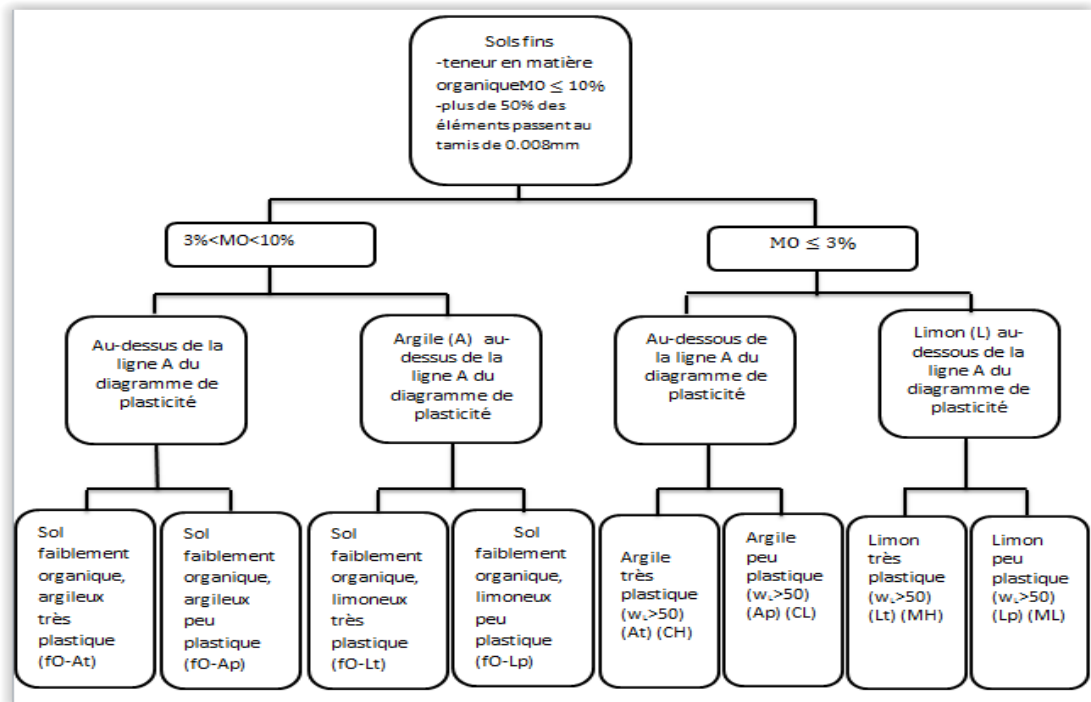 Sols fins
-teneur en matière
organiqueMO ≤ 10%
-plus de 50% des
éléments passent au
tamis de 0.008mm
3%<MO<10%
MO ≤ 3%
Au-dessus de la
ligne A du
diagramme de
plasticité
Argile (A) au-
dessus de la
ligne A du
diagramme de
plasticité
Au-dessous de
la ligne A du
diagramme de
plasticité
Limon (L) au-
dessous de la
ligne A du
diagramme de
plasticité
Sol
faiblement
organique,
argileux
très
plastique
(fO-At)
Sol
faiblement
organique,
argileux
peu
plastique
(fO-Ap)
Sol
faiblement
organique,
limoneux
très
plastique
(fO-Lt)
Sol
faiblement
organique,
limoneux
peu
plastique
(fO-Lp)
Argile
très
plastique
(w_L>50)
(At) (CH)
Argile
peu
plastique
(w_L>50)
(Ap) (CL)
Limon
très
plastique
(w_L>50)
(Lt) (MH)
Limon
peu
plastique
(w_L>50)
(Lp) (ML)